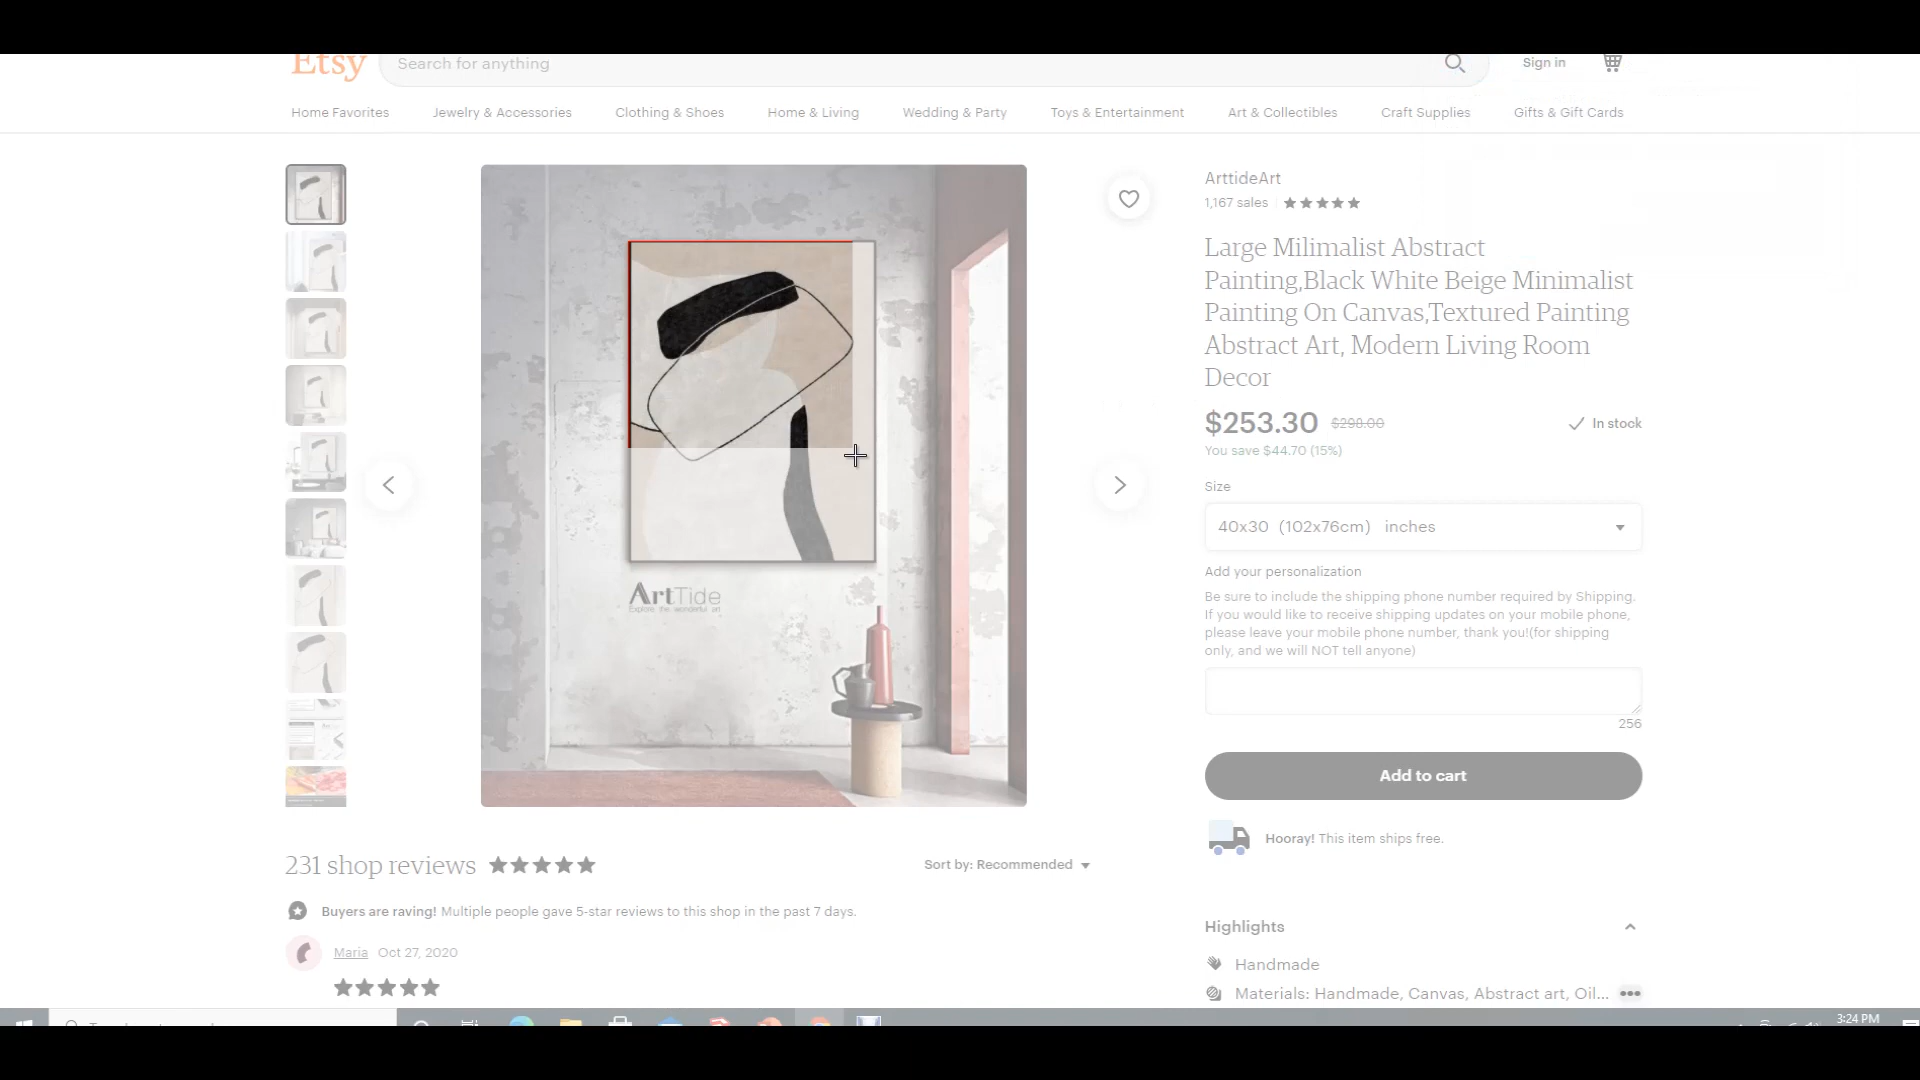 Etsy
Search for anything
Sign in
Home Favorites
Jewelry & Accessories
Clothing & Shoes
Home & Living
Wedding & Party
Toys & Entertainment
Art & Collectibles
Craft Supplies
Gifts & Gift Cards
ArttideArt
1,167 sales
Large Milimalist Abstract
Painting,Black White Beige Minimalist
Painting On Canvas,Textured Painting
Abstract Art, Modern Living Room
Decor
$253.30 $298.00
In stock
You save $44.70 (15%)
Size
40x30 (102x76cm) inches
Add your personalization
Be sure to include the shipping phone number required by Shipping.
If you would like to receive shipping updates on your mobile phone,
please leave your mobile phone number, thank you!(for shipping
only, and we will NOT tell anyone)
256
Add to cart
Hooray! This item ships free.
Highlights
Handmade
Materials: Handmade, Canvas, Abstract art, Oil...
ArtTide
Explore the wonderful art
231 shop reviews
Sort by: Recommended
Buyers are raving! Multiple people gave 5-star reviews to this shop in the past 7 days.
Maria Oct 27, 2020
3:24 PM